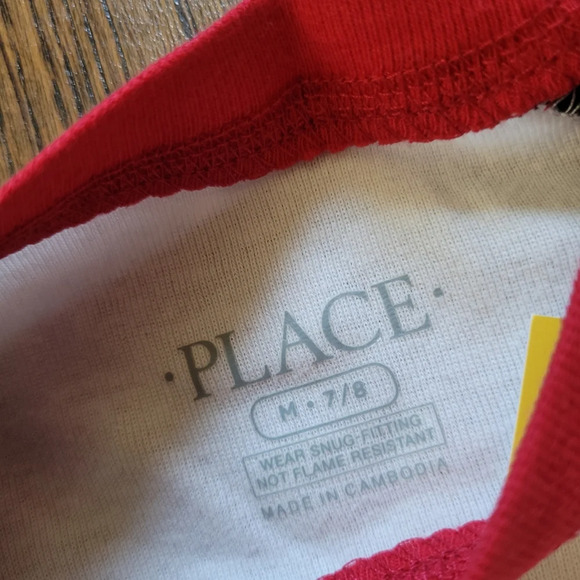 ·PLACE·
M • 7/8
WEAR SNUG-FITTING
NOT FLAME RESISTANT
MADE IN CAMBODIA